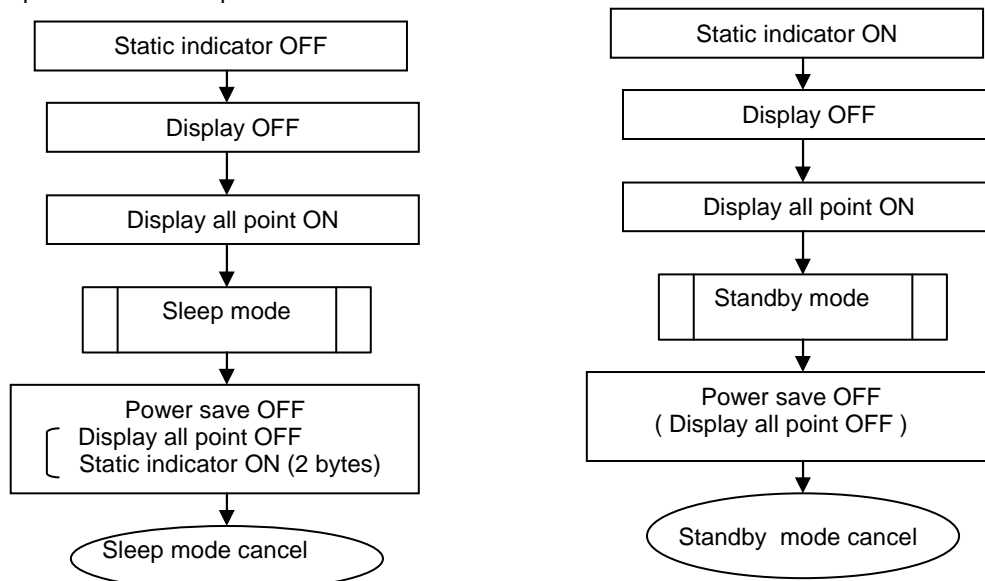 Static indicator OFF
Display OFF
Display all point ON
Sleep mode
Power save OFF
Display all point OFF
Static indicator ON (2 bytes)
Sleep mode cancel
Static indicator ON
Display OFF
Display all point ON
Standby mode
Power save OFF
( Display all point OFF )
Standby mode cancel